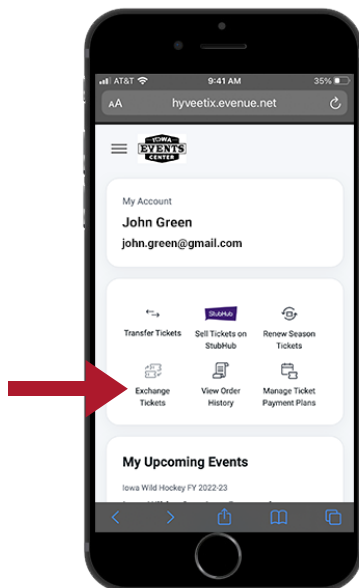 AT&T 9:41 AM 35%
AA hyveetix.evenue.net
IOWA
EVENTS
CENTER
My Account
John Green
john.green@gmail.com
Transfer Tickets
StubHub
Sell Tickets on
StubHub
Renew Season
Tickets
Exchange
Tickets
View Order
History
Manage Ticket
Payment Plans
My Upcoming Events
Iowa Wild Hockey FY 2022-23